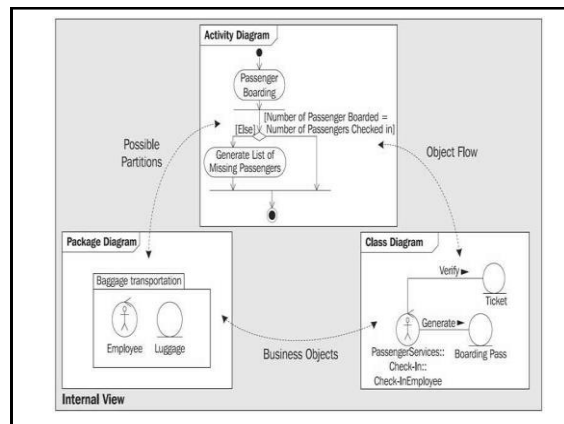 Activity Diagram
Passenger
Boarding
[Number of Passenger Boarded =
Number of Passengers Checked in]
[Else]
Generate List of
Missing Passengers
Possible
Partitions
Object Flow
Package Diagram
Baggage transportation
Employee
Luggage
Business Objects
Class Diagram
Verify
Ticket
Generate
PassengerServices::
Check-In::
Check-InEmployee
Boarding Pass
Internal View